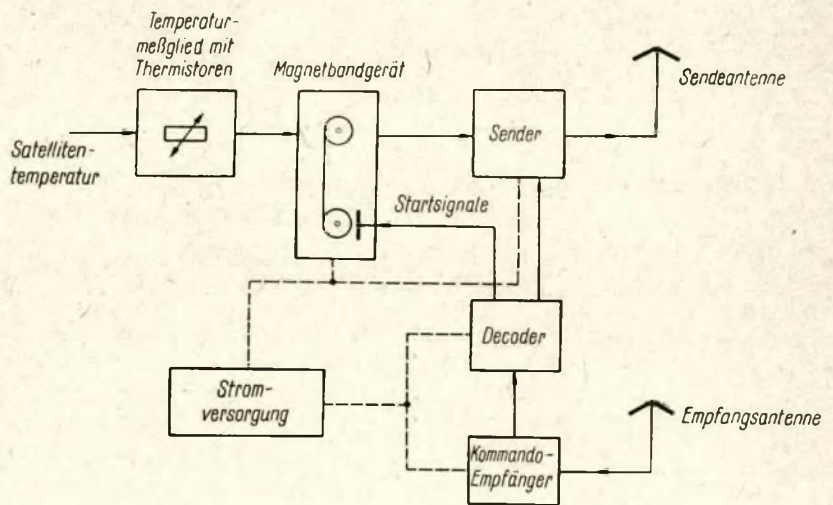 Temperatur-
meßglied mit
Thermistoren
Magnetbandgerät
Sendeantenne
Sender
Satelliten-
temperatur
Startsignale
Decoder
Strom-
versorgung
Empfangsantenne
Kommando-
Empfänger